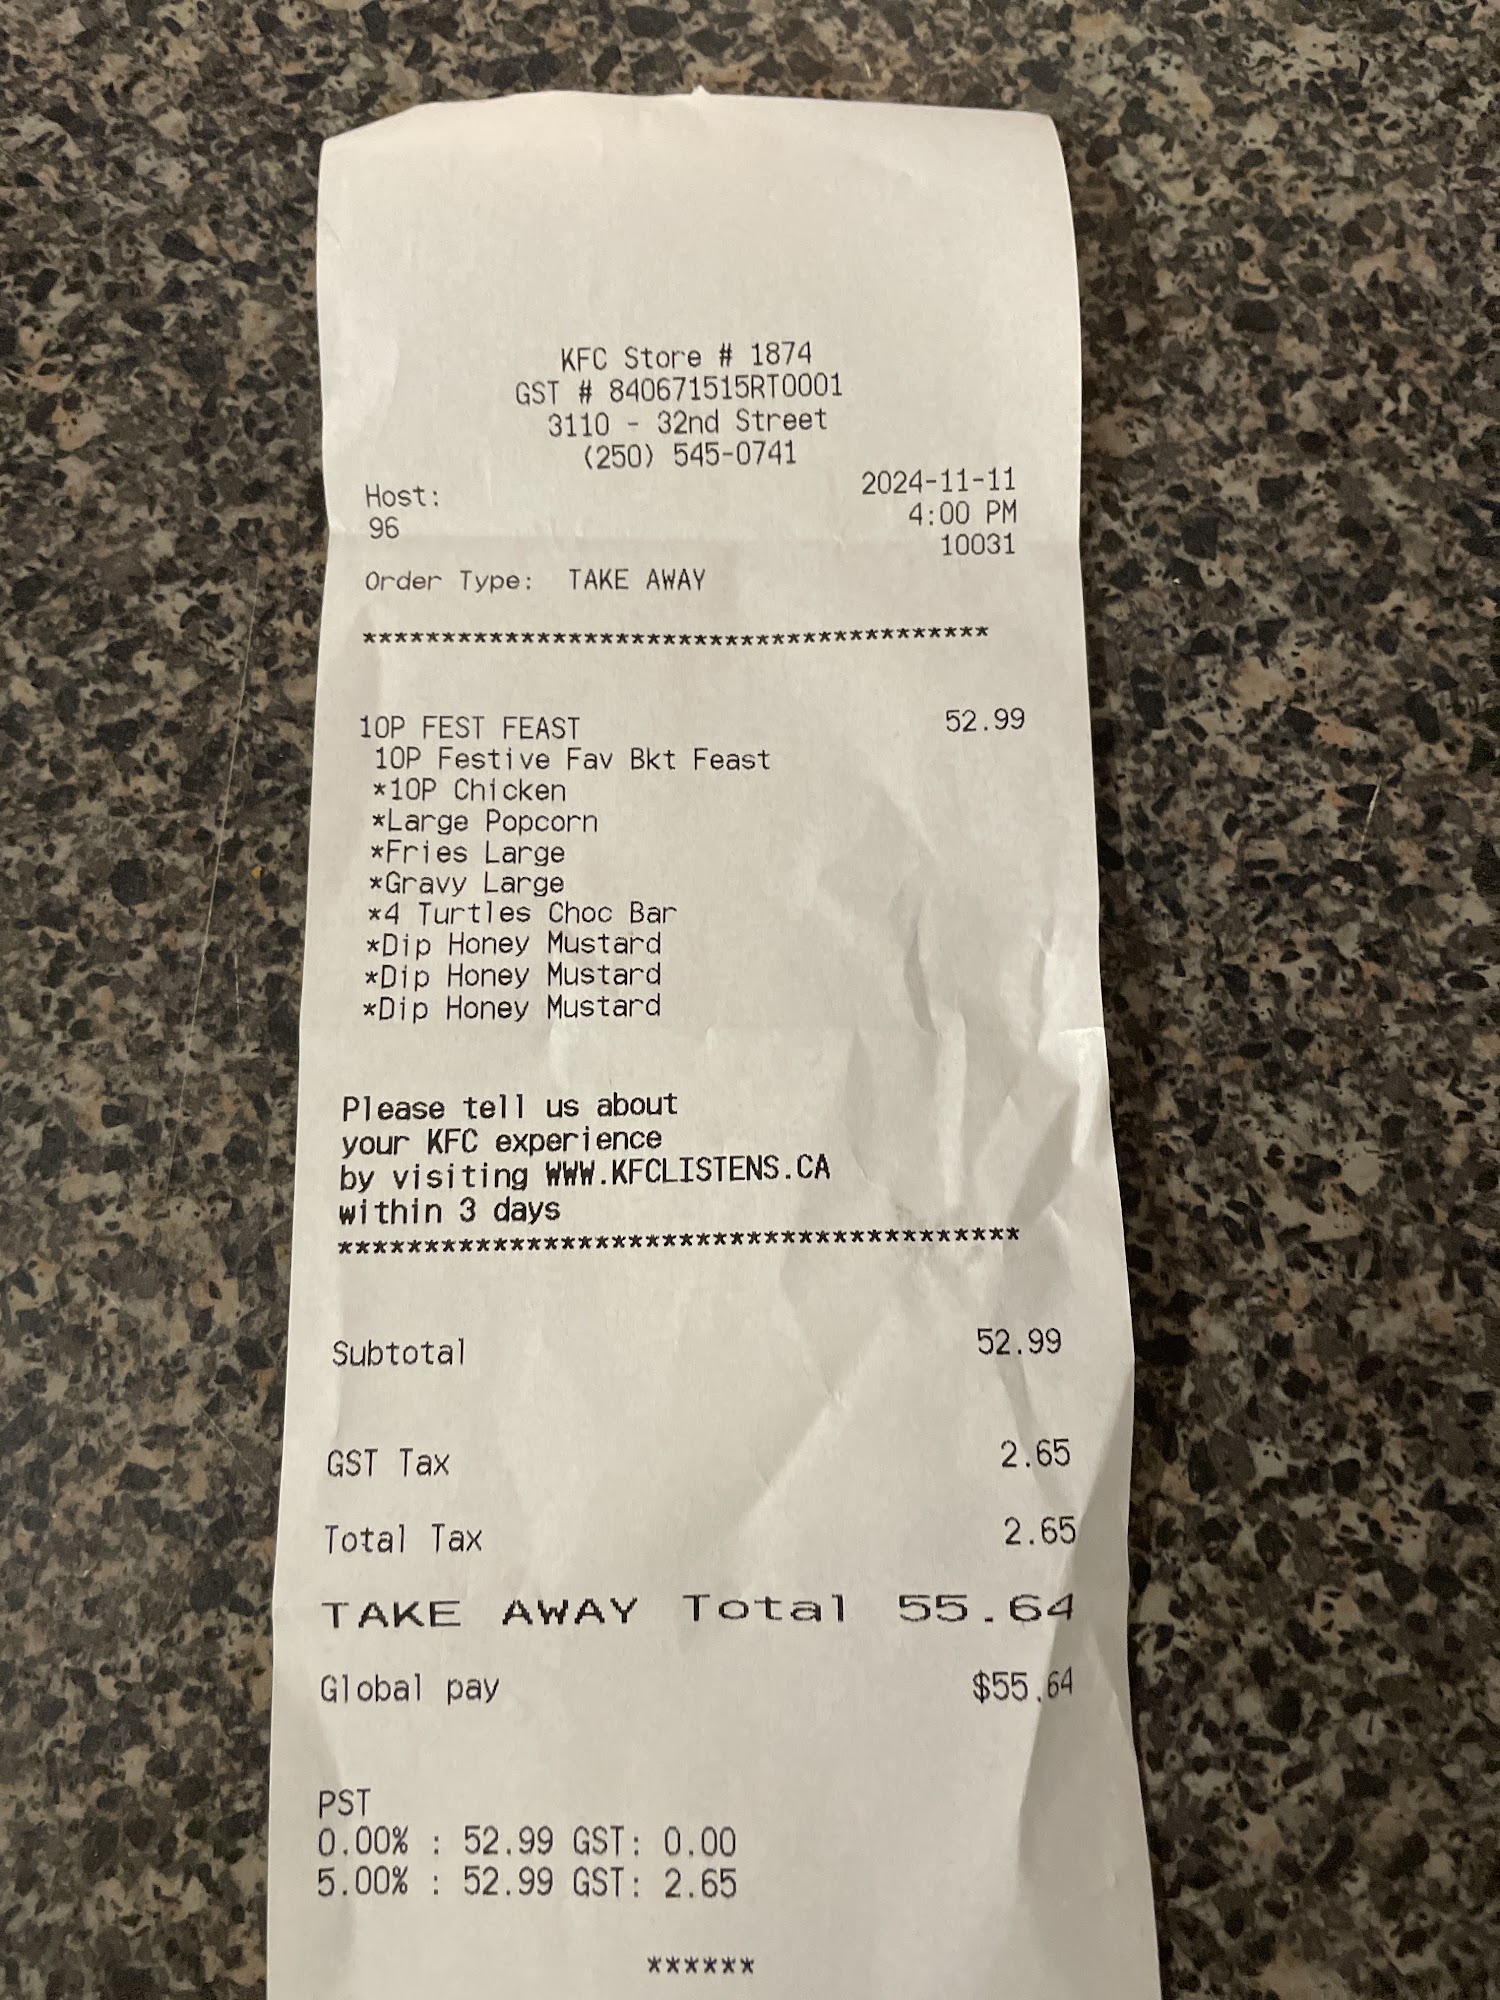 KFC Store # 1874
GST # 840671515RT0001
3110 - 32nd Street
(250) 545-0741
Host: 2024-11-11
96 4:00 PM
10031
Order Type: TAKE AWAY
****************************************
10P FEST FEAST 52.99
10P Festive Fav Bkt Feast
*10P Chicken
*Large Popcorn
*Fries Large
*Gravy Large
*4 Turtles Choc Bar
*Dip Honey Mustard
*Dip Honey Mustard
*Dip Honey Mustard
Please tell us about
your KFC experience
by visiting WWW.KFCLISTENS.CA
within 3 days
****************************************
Subtotal 52.99
GST Tax 2.65
Total Tax 2.65
TAKE AWAY Total 55.64
Global pay $55.64
PST
0.00% : 52.99 GST: 0.00
5.00% : 52.99 GST: 2.65
******